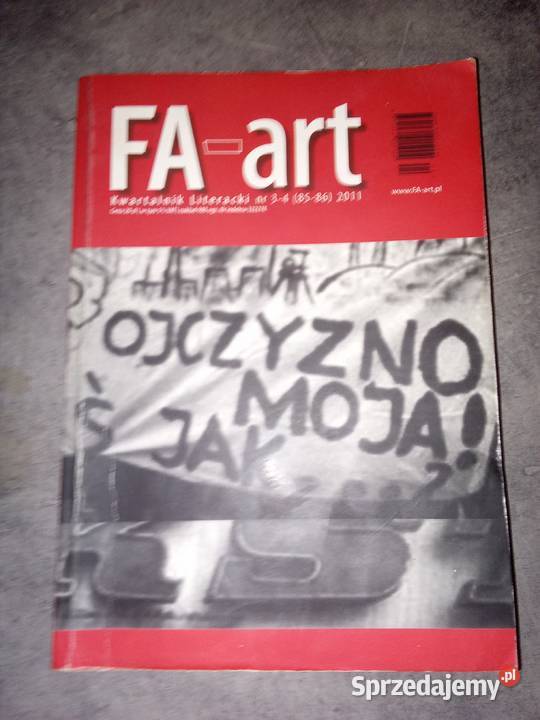 FA-art
Kwartalnik Literacki nr 3-4 (85-86) 2011
www.FA-art.pl
OJCZYZNO
MOJA!
Ś JAK ?
Sprzedajemy.pl